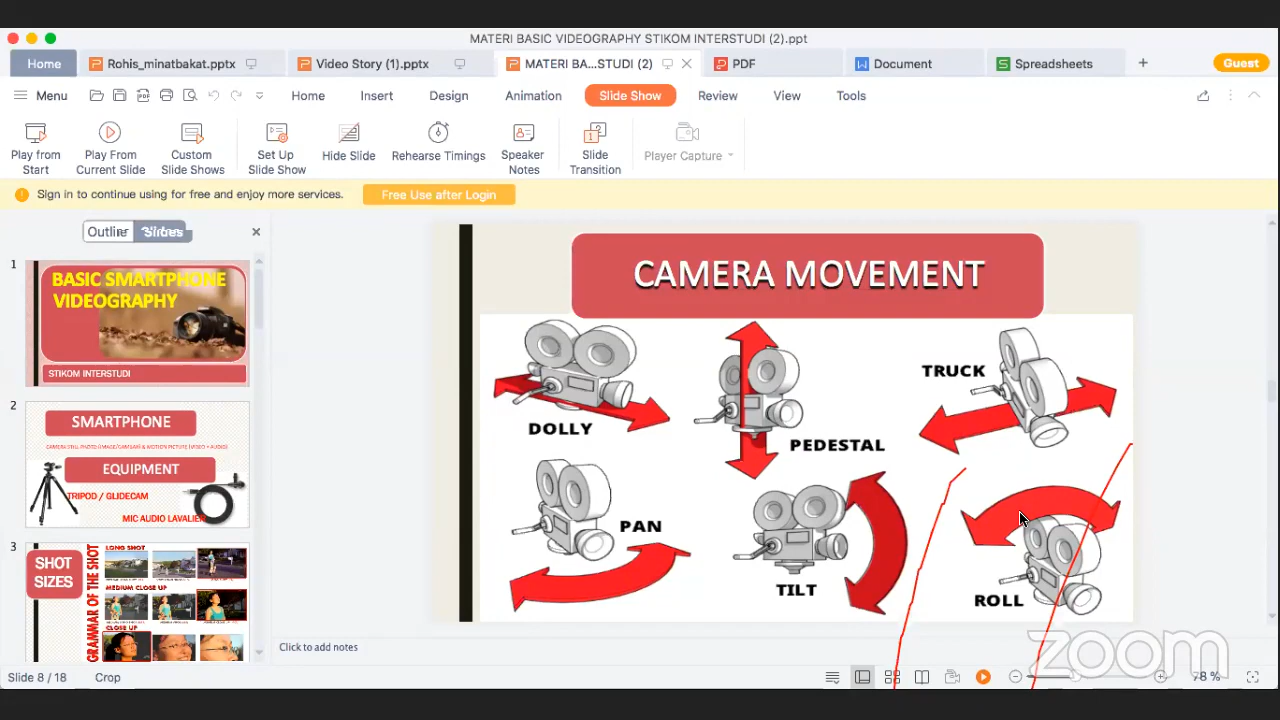 MATERI BASIC VIDEOGRAPHY STIKOM INTERSTUDI (2).ppt
Home
Rohis_minatbakat.pptx
Video Story (1).pptx
MATERI BA...STUDI (2)
PDF
Document
Spreadsheets
Guest
Menu
Home
Insert
Design
Animation
Slide Show
Review
View
Tools
Play from
Start
Play From
Current Slide
Custom
Slide Shows
Set Up
Slide Show
Hide Slide
Rehearse Timings
Speaker
Notes
Slide
Transition
Player Capture
Sign in to continue using for free and enjoy more services.
Free Use after Login
Outline
Slides
1
BASIC SMARTPHONE
VIDEOGRAPHY
STIKOM INTERSTUDI
2
SMARTPHONE
EQUIPMENT
TRIPOD / GLIDECAM
MIC AUDIO LAVALIER
3
SHOT
SIZES
GRAMMAR OF THE SHOT
LONG SHOT
MEDIUM CLOSE UP
CLOSE UP
CAMERA MOVEMENT
DOLLY
PEDESTAL
TRUCK
PAN
TILT
ROLL
Click to add notes
zoom
Slide 8 / 18
Crop
78 %